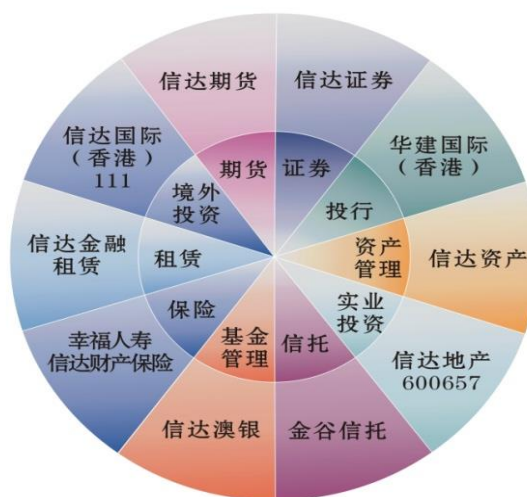 信达期货
信达证券
信达国际
（香港）
111
华建国际
（香港）
期货
证券
境外
投资
投行
信达金融
租赁
租赁
资产
管理
信达资产
保险
实业
投资
幸福人寿
信达财产保险
基金
管理
信托
信达地产
600657
信达澳银
金谷信托